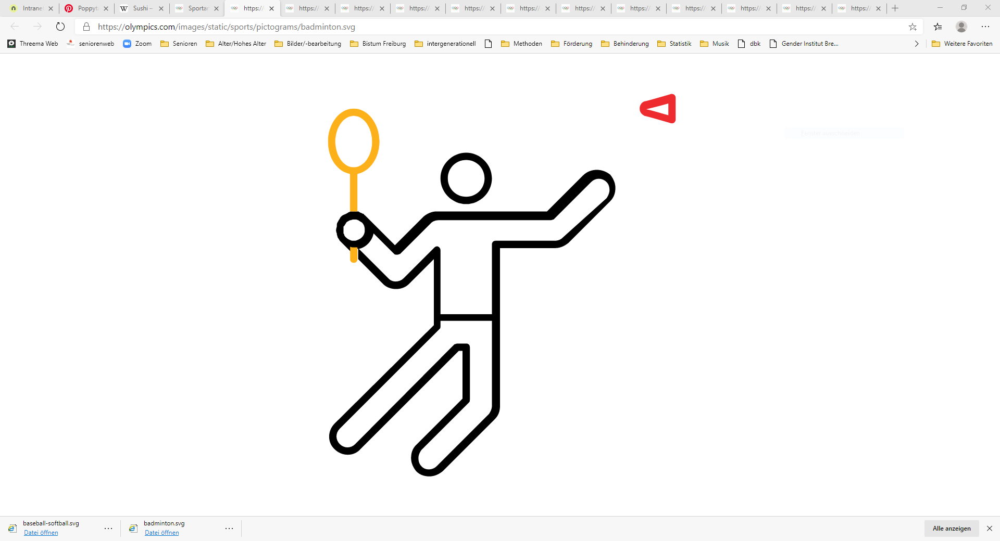 Intrane
Poppyta
Sushi –
Sportar
https://
https://
https://
https://
https://
https://
https://
https://
https://
https://
https://
https://
https://olympics.com/images/static/sports/pictograms/badminton.svg
Threema Web seniorenweb Zoom Senioren Alter/Hohes Alter Bilder/-bearbeitung Bistum Freiburg intergenerationell Methoden Förderung Behinderung Statistik Musik dbk Gender Institut Bre... Weitere Favoriten
baseball-softball.svg
Datei öffnen
badminton.svg
Datei öffnen
Alle anzeigen